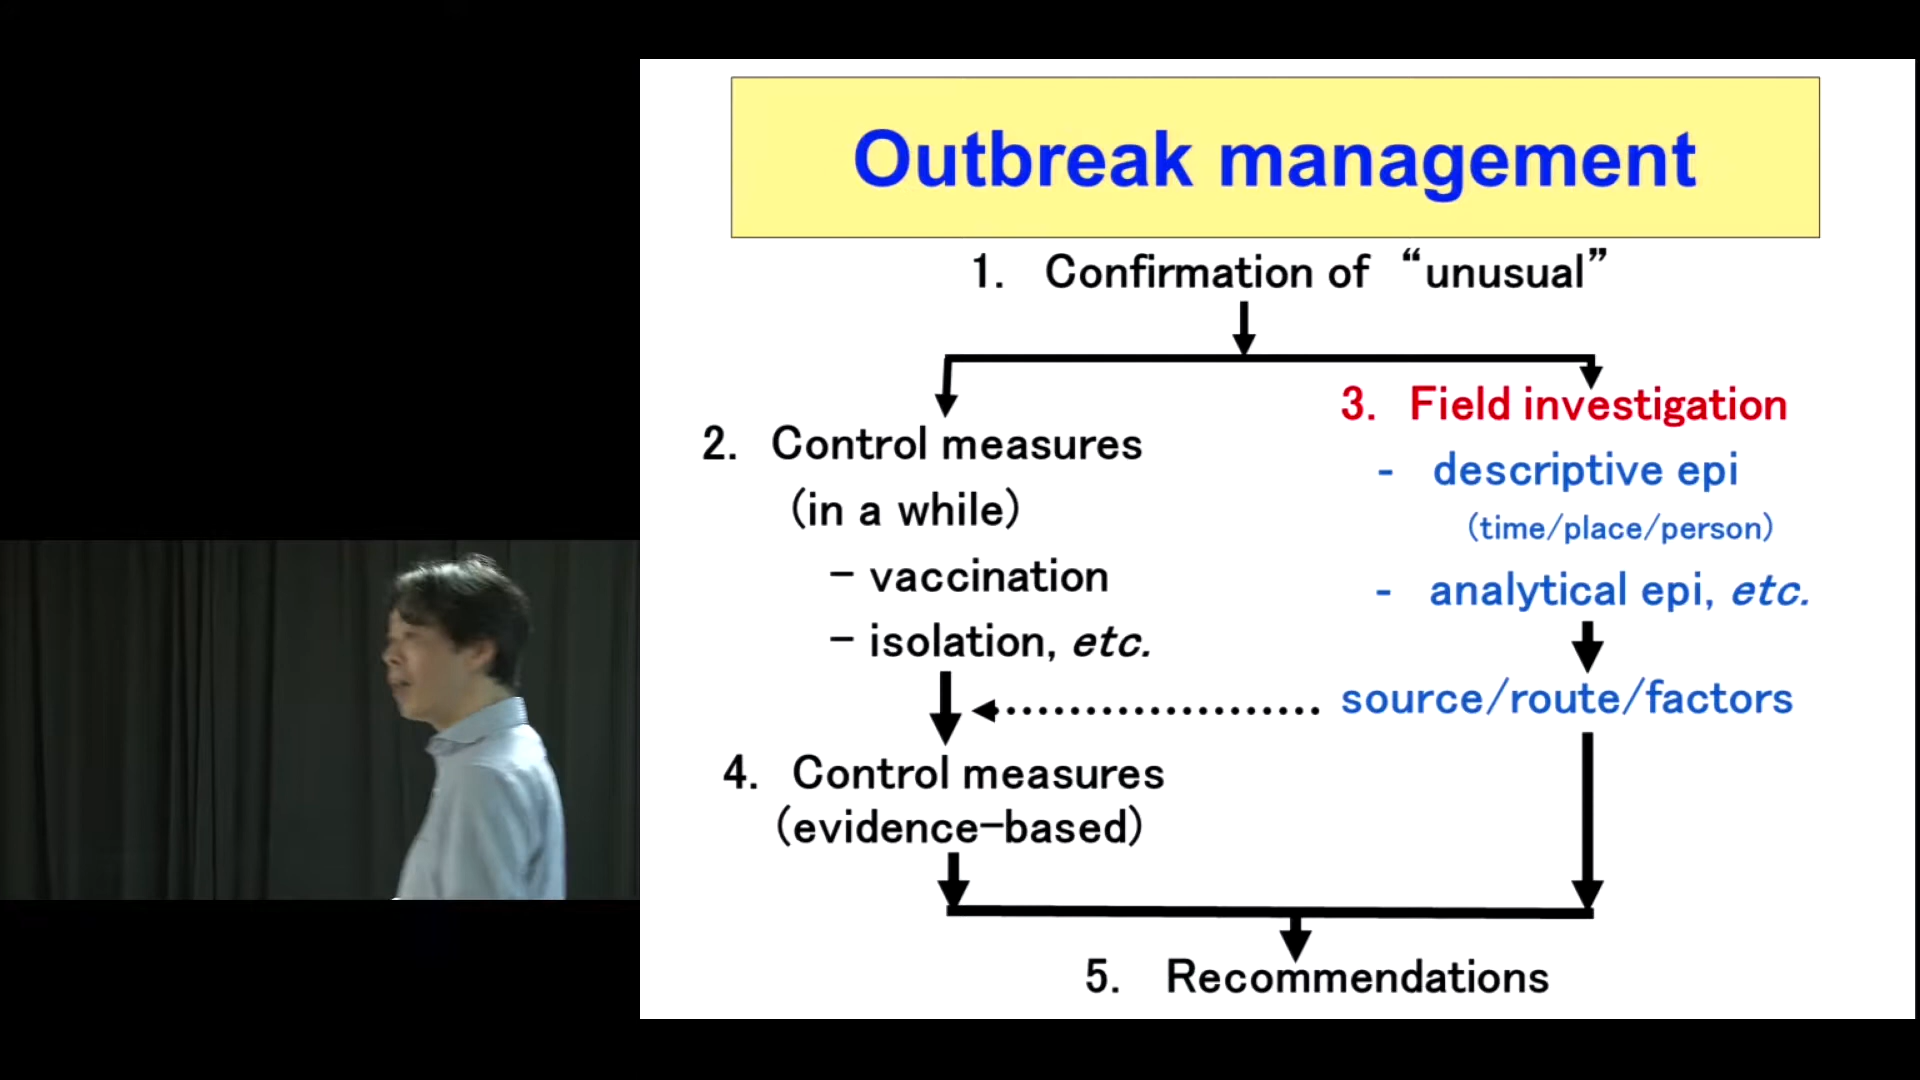 Outbreak management
1. Confirmation of “unusual”
2. Control measures
(in a while)
– vaccination
– isolation, etc.
3. Field investigation
- descriptive epi
(time/place/person)
- analytical epi, etc.
source/route/factors
4. Control measures
(evidence-based)
5. Recommendations